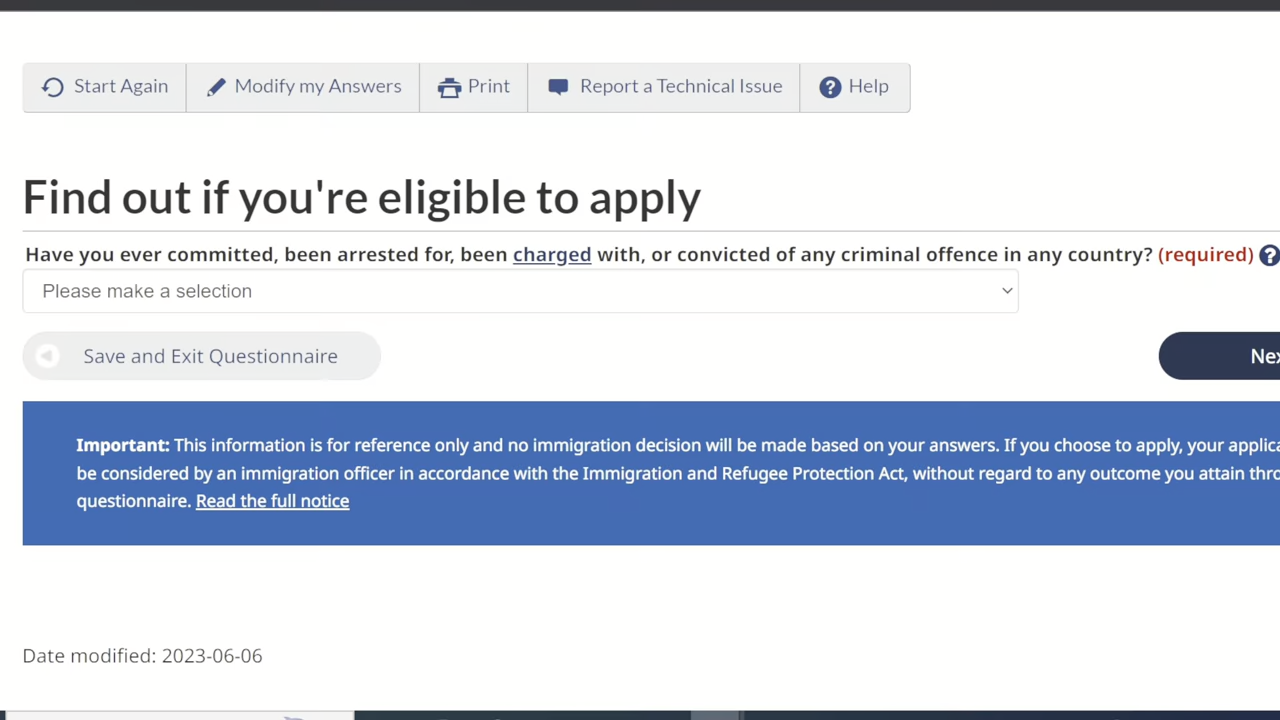 Start Again
Modify my Answers
Print
Report a Technical Issue
Help
Find out if you're eligible to apply
Have you ever committed, been arrested for, been charged with, or convicted of any criminal offence in any country? (required)
Please make a selection
Save and Exit Questionnaire
Important: This information is for reference only and no immigration decision will be made based on your answers. If you choose to apply, your
be considered by an immigration officer in accordance with the Immigration and Refugee Protection Act, without regard to any outcome you attain
questionnaire. Read the full notice
Date modified: 2023-06-06